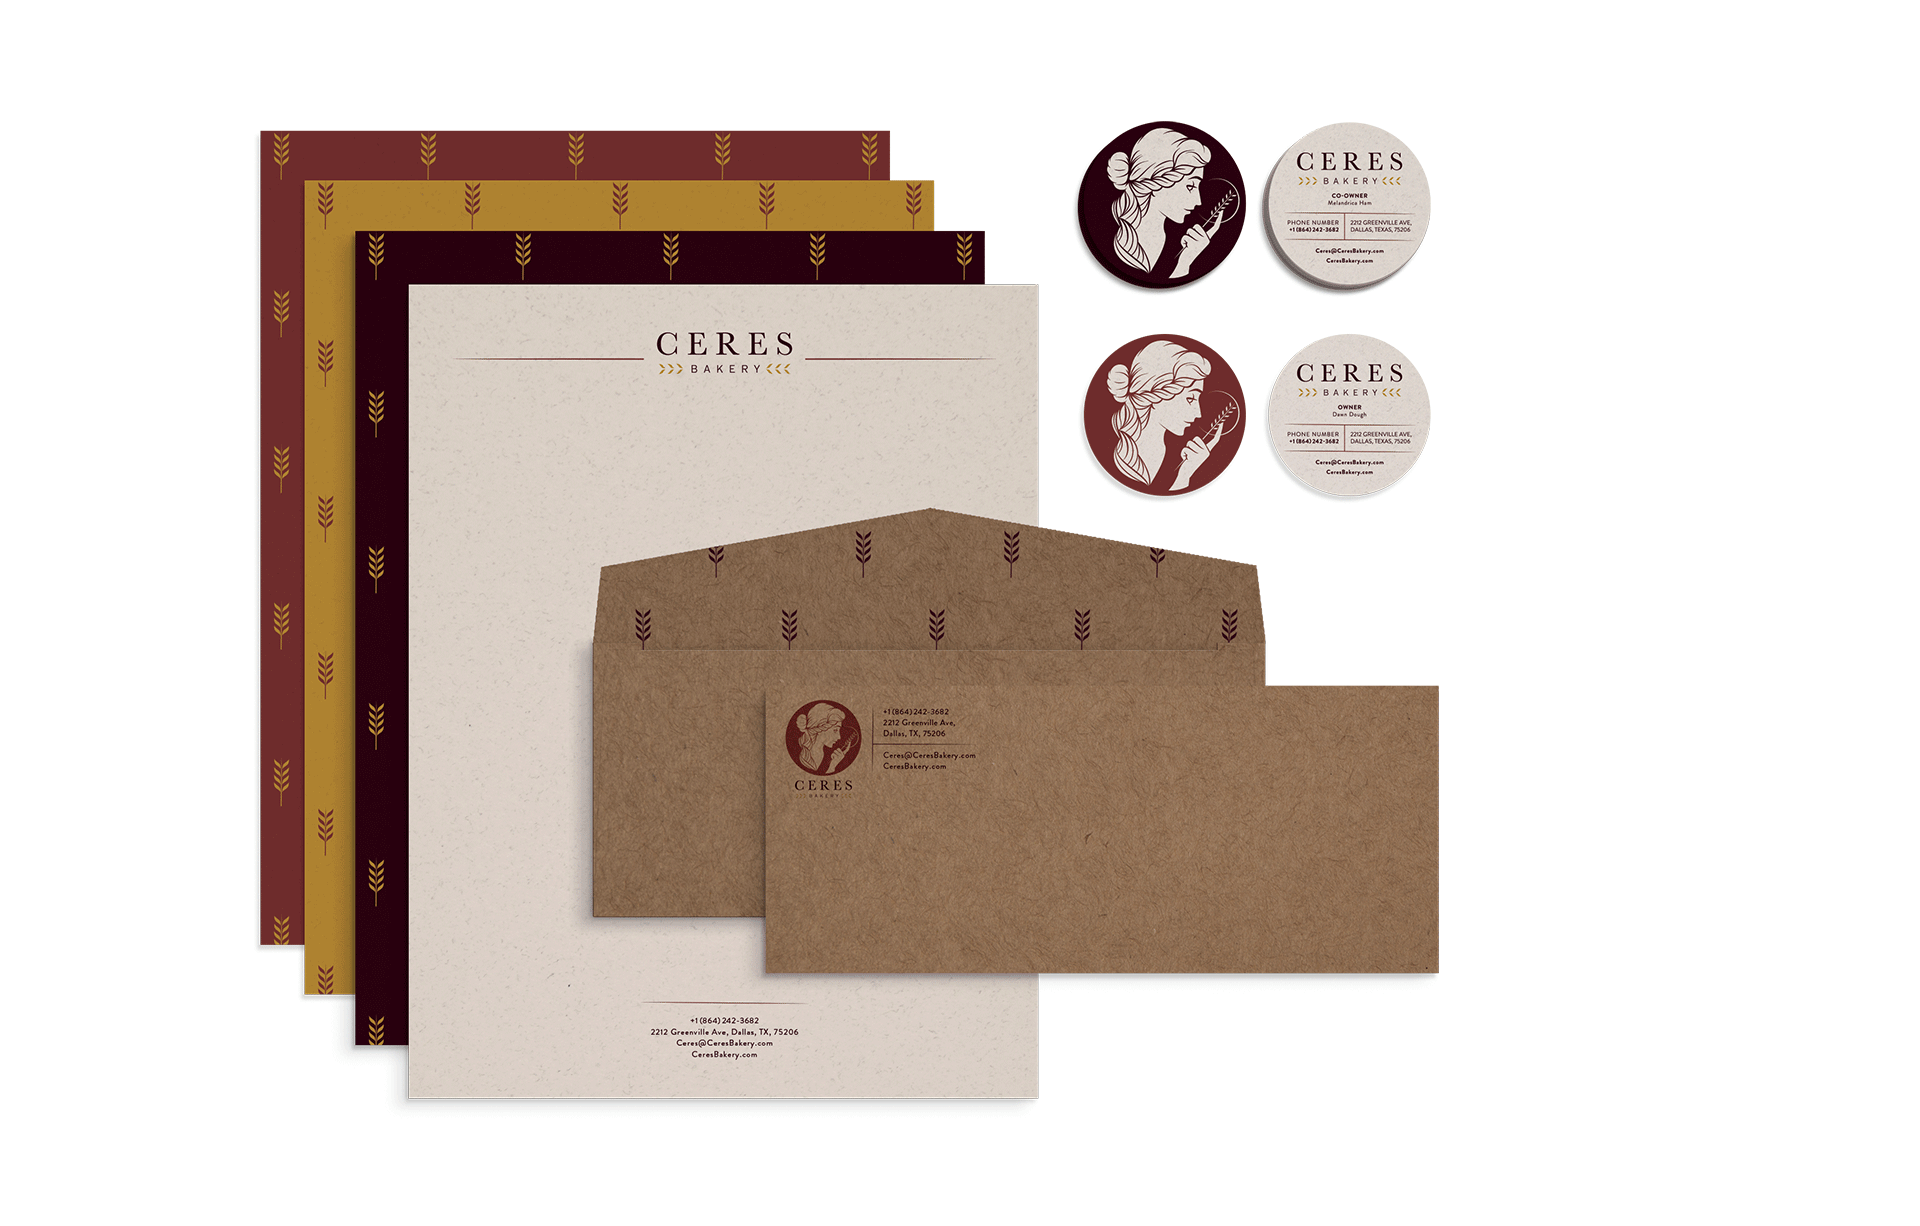 CERES
BAKERY
+1 (864) 242-3682
2212 Greenville Ave, Dallas, TX, 75206
Ceres@CeresBakery.com
CeresBakery.com
CERES
BAKERY
CO-OWNER
Melandrica Ham
PHONE NUMBER
+1 (864) 242-3682
2212 GREENVILLE AVE,
DALLAS, TEXAS, 75206
Ceres@CeresBakery.com
CeresBakery.com
CERES
BAKERY
OWNER
Dawn Dough
PHONE NUMBER
+1 (864) 242-3682
2212 GREENVILLE AVE,
DALLAS, TEXAS, 75206
Ceres@CeresBakery.com
CeresBakery.com
+1 (864) 242-3682
2212 Greenville Ave,
Dallas, TX, 75206
Ceres@CeresBakery.com
CeresBakery.com
CERES
BAKERY